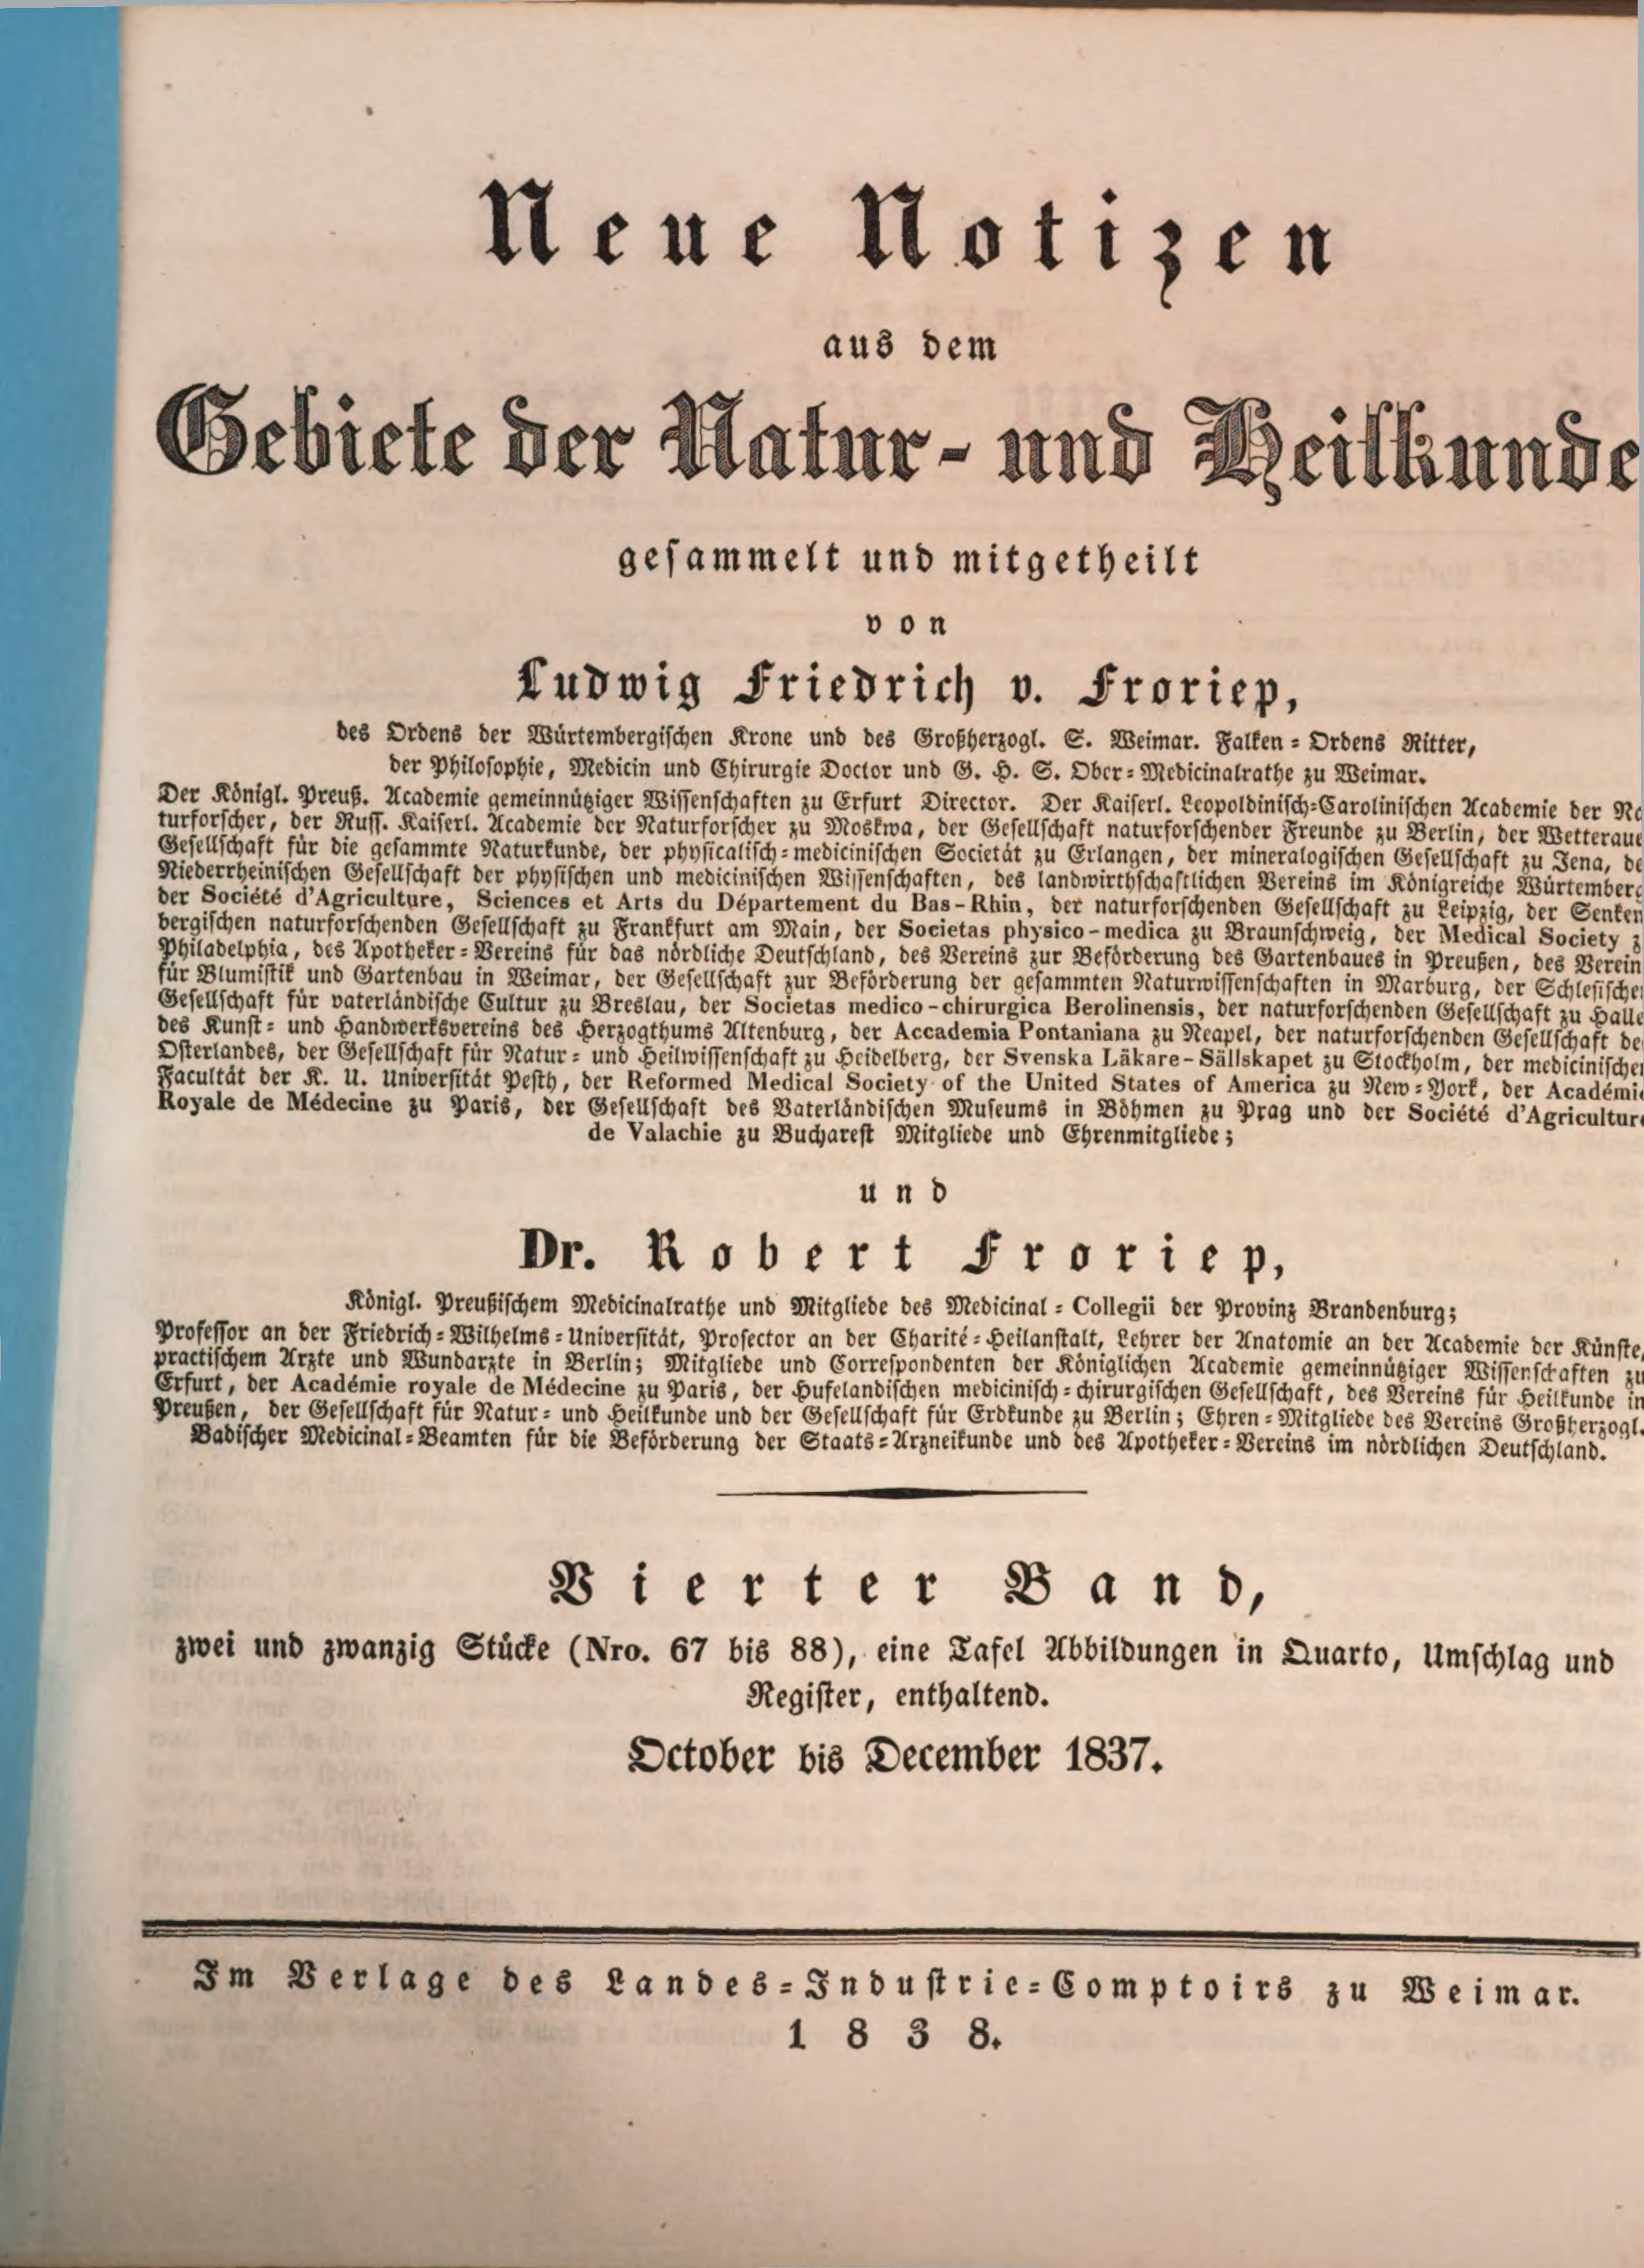 Neue Notizen
aus dem
Gebiete der Natur- und Heilkunde
gesammelt und mitgetheilt
von
Ludwig Friedrich v. Froriep,
des Ordens der Würtembergischen Krone und des Großherzogl. S. Weimar. Falken-Ordens Ritter,
der Philosophie, Medicin und Chirurgie Doctor und G. H. S. Ober-Medicinalrathe zu Weimar.
Der Königl. Preuß. Academie gemeinnütziger Wissenschaften zu Erfurt Director. Der Kaiserl. Leopoldinisch-Carolinischen Academie der Na
turforscher, der Russ. Kaiserl. Academie der Naturforscher zu Moskwa, der Gesellschaft naturforschender Freunde zu Berlin, der Wetteraue
Gesellschaft für die gesammte Naturkunde, der physicalisch-medicinischen Societät zu Erlangen, der mineralogischen Gesellschaft zu Jena, de
Niederrheinischen Gesellschaft der physischen und medicinischen Wissenschaften, des landwirthschaftlichen Vereins im Königreiche Würtemberg
der Société d'Agriculture, Sciences et Arts du Département du Bas-Rhin, der naturforschenden Gesellschaft zu Leipzig, der Senken
bergischen naturforschenden Gesellschaft zu Frankfurt am Main, der Societas physico-medica zu Braunschweig, der Medical Society z
Philadelphia, des Apotheker-Vereins für das nördliche Deutschland, des Vereins zur Beförderung des Gartenbaues in Preußen, des Verein
für Blumistik und Gartenbau in Weimar, der Gesellschaft zur Beförderung der gesammten Naturwissenschaften in Marburg, der Schlesische
Gesellschaft für vaterländische Cultur zu Breslau, der Societas medico-chirurgica Berolinensis, der naturforschenden Gesellschaft zu Halle
des Kunst- und Handwerksvereins des Herzogthums Altenburg, der Accademia Pontaniana zu Neapel, der naturforschenden Gesellschaft de
Osterlandes, der Gesellschaft für Natur- und Heilwissenschaft zu Heidelberg, der Svenska Läkare-Sällskapet zu Stockholm, der medicinische
Facultät der K. U. Universität Pesth, der Reformed Medical Society of the United States of America zu New-York, der Académi
Royale de Médecine zu Paris, der Gesellschaft des Vaterländischen Museums in Böhmen zu Prag und der Société d'Agricultur
de Valachie zu Bucharest Mitgliede und Ehrenmitgliede;
und
Dr. Robert Froriep,
Königl. Preußischem Medicinalrathe und Mitgliede des Medicinal-Collegii der Provinz Brandenburg;
Professor an der Friedrich-Wilhelms-Universität, Prosector an der Charité-Heilanstalt, Lehrer der Anatomie an der Academie der Künste,
practischem Arzte und Wundarzte in Berlin; Mitgliede und Correspondenten der Königlichen Academie gemeinnütziger Wissenschaften zu
Erfurt, der Académie royale de Médecine zu Paris, der Hufelandischen medicinisch-chirurgischen Gesellschaft, des Vereins für Heilkunde in
Preußen, der Gesellschaft für Natur- und Heilkunde und der Gesellschaft für Erdkunde zu Berlin; Ehren-Mitgliede des Vereins Großherzogl.
Badischer Medicinal-Beamten für die Beförderung der Staats-Arzneikunde und des Apotheker-Vereins im nördlichen Deutschland.
Vierter Band,
zwei und zwanzig Stücke (Nro. 67 bis 88), eine Tafel Abbildungen in Quarto, Umschlag und
Register, enthaltend.
October bis December 1837.
Im Verlage des Landes-Industrie-Comptoirs zu Weimar.
1838.